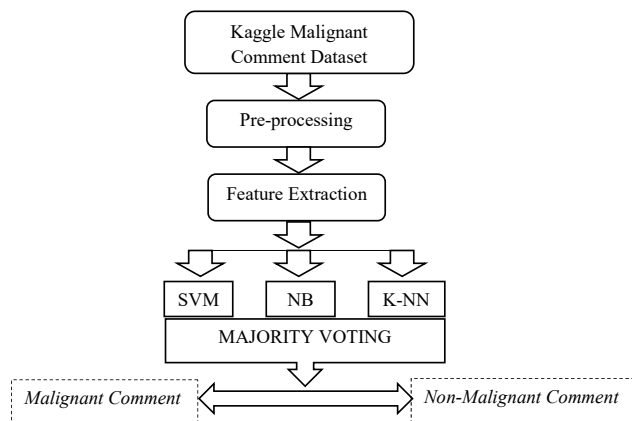 Kaggle Malignant
Comment Dataset
Pre-processing
Feature Extraction
SVM
NB
K-NN
MAJORITY VOTING
Malignant Comment
Non-Malignant Comment